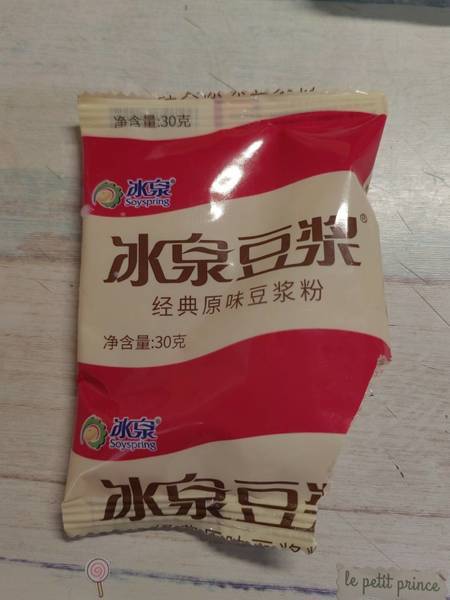 净含量:30克
冰泉®
Soyspring
冰泉豆浆®
经典原味豆浆粉
净含量:30克
冰泉®
Soyspring
冰泉豆
le petit prince